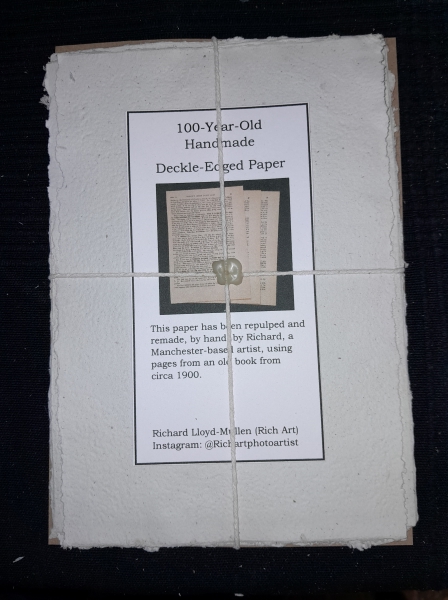 100-Year-Old
Handmade
Deckle-Edged Paper
This paper has been repulped and
remade, by hand, by Richard, a
Manchester-based artist, using
pages from an old book from
circa 1900.
Richard Lloyd-Mullen (Rich Art)
Instagram: @Richartphotoartist